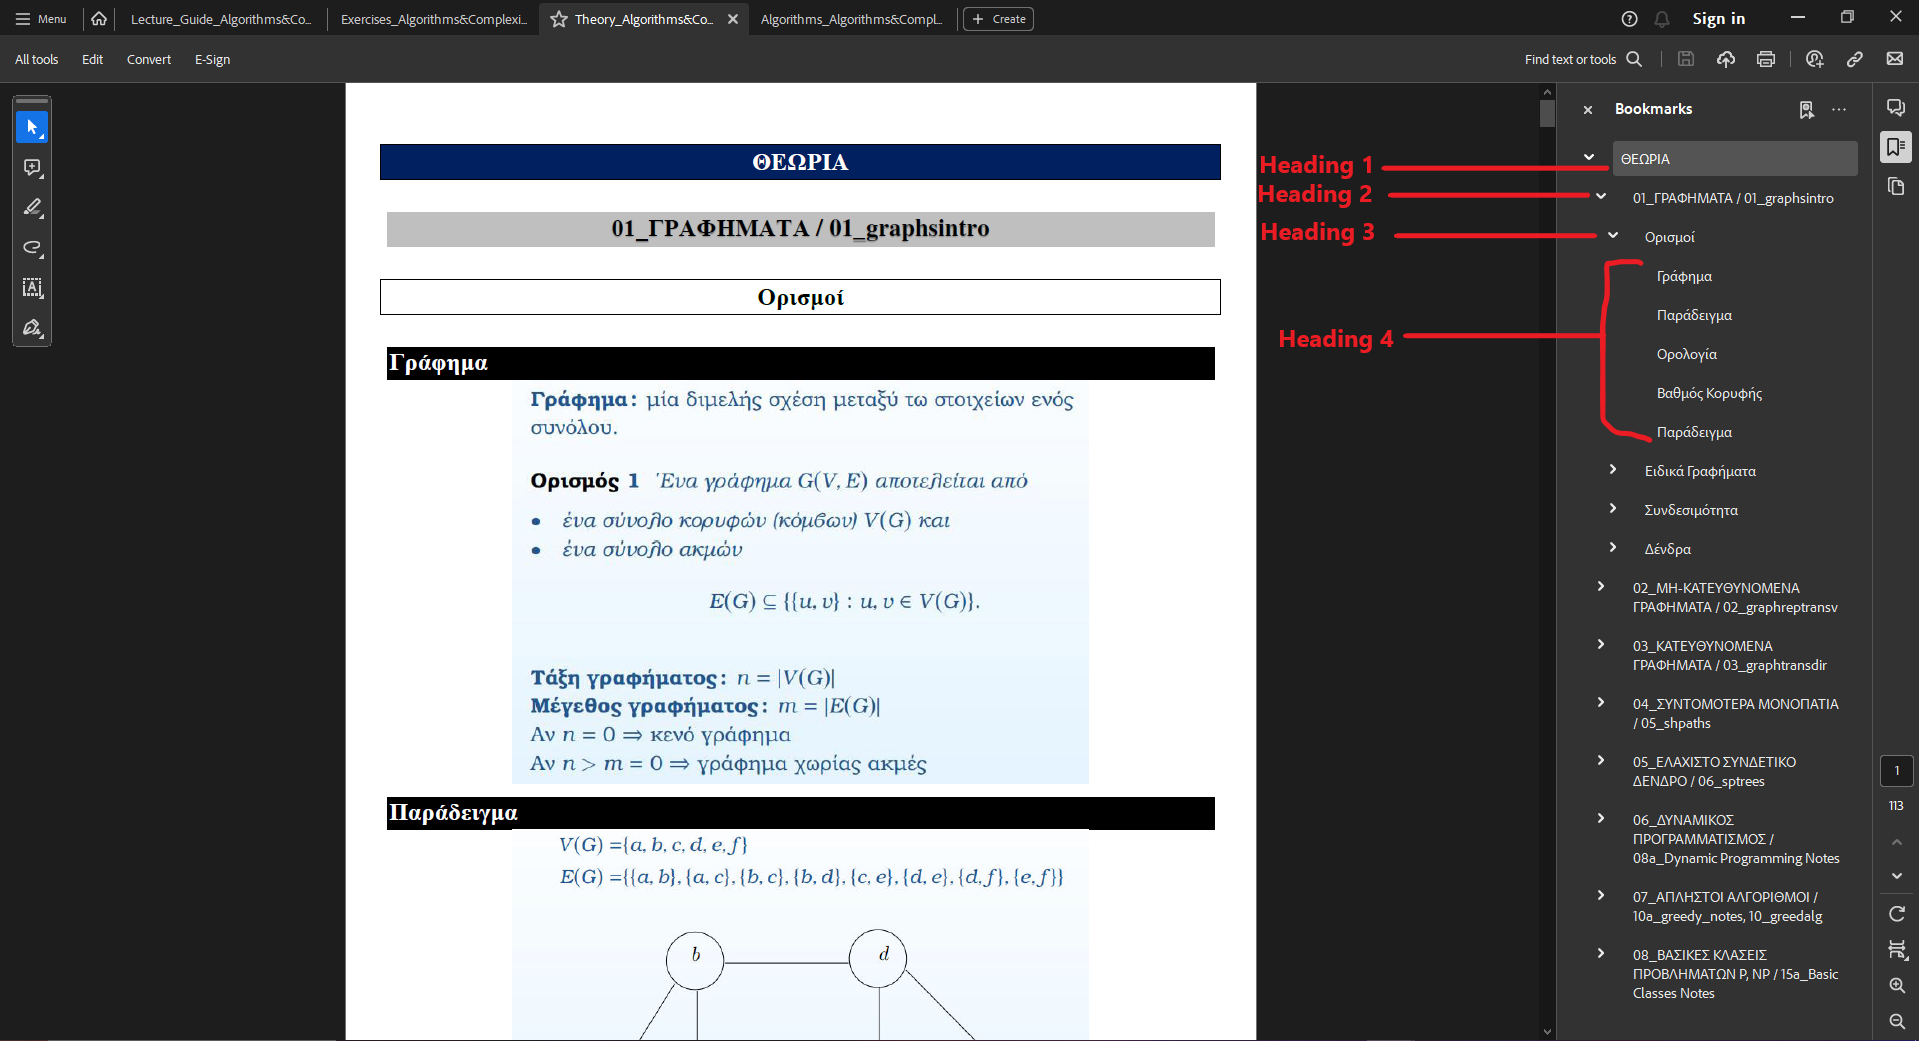 Menu
Lecture_Guide_Algorithms&Co...
Exercises_Algorithms&Complexi...
Theory_Algorithms&Co...
Algorithms_Algorithms&Compl...
Create
Sign in
All tools
Edit
Convert
E-Sign
Find text or tools
ΘΕΩΡΙΑ
01_ΓΡΑΦΗΜΑΤΑ / 01_graphsintro
Ορισμοί
Γράφημα
Γράφημα: μία διμελής σχέση μεταξύ τω στοιχείων ενός
συνόλου.
Ορισμός 1 Ένα γράφημα G(V, E) αποτελείται από
• ένα σύνολο κορυφών (κόμβων) V(G) και
• ένα σύνολο ακμών
E(G) ⊆ {{u, v} : u, v ∈ V(G)}.
Τάξη γραφήματος: n = |V(G)|
Μέγεθος γραφήματος: m = |E(G)|
Αν n = 0 ⇒ κενό γράφημα
Αν n > m = 0 ⇒ γράφημα χωρίς ακμές
Παράδειγμα
V(G) ={a, b, c, d, e, f}
E(G) ={{a, b}, {a, c}, {b, c}, {b, d}, {c, e}, {d, e}, {d, f}, {e, f}}
b
d
Heading 1
Heading 2
Heading 3
Heading 4
Bookmarks
ΘΕΩΡΙΑ
01_ΓΡΑΦΗΜΑΤΑ / 01_graphsintro
Ορισμοί
Γράφημα
Παράδειγμα
Ορολογία
Βαθμός Κορυφής
Παράδειγμα
Ειδικά Γραφήματα
Συνδεσιμότητα
Δένδρα
02_ΜΗ-ΚΑΤΕΥΘΥΝΟΜΕΝΑ
ΓΡΑΦΗΜΑΤΑ / 02_graphreptransv
03_ΚΑΤΕΥΘΥΝΟΜΕΝΑ
ΓΡΑΦΗΜΑΤΑ / 03_graphtransdir
04_ΣΥΝΤΟΜΟΤΕΡΑ ΜΟΝΟΠΑΤΙΑ
/ 05_shpaths
05_ΕΛΑΧΙΣΤΟ ΣΥΝΔΕΤΙΚΟ
ΔΕΝΔΡΟ / 06_sptrees
06_ΔΥΝΑΜΙΚΟΣ
ΠΡΟΓΡΑΜΜΑΤΙΣΜΟΣ /
08a_Dynamic Programming Notes
07_ΑΠΛΗΣΤΟΙ ΑΛΓΟΡΙΘΜΟΙ /
10a_greedy_notes, 10_greedalg
08_ΒΑΣΙΚΕΣ ΚΛΑΣΕΙΣ
ΠΡΟΒΛΗΜΑΤΩΝ P, NP / 15a_Basic
Classes Notes
1
113